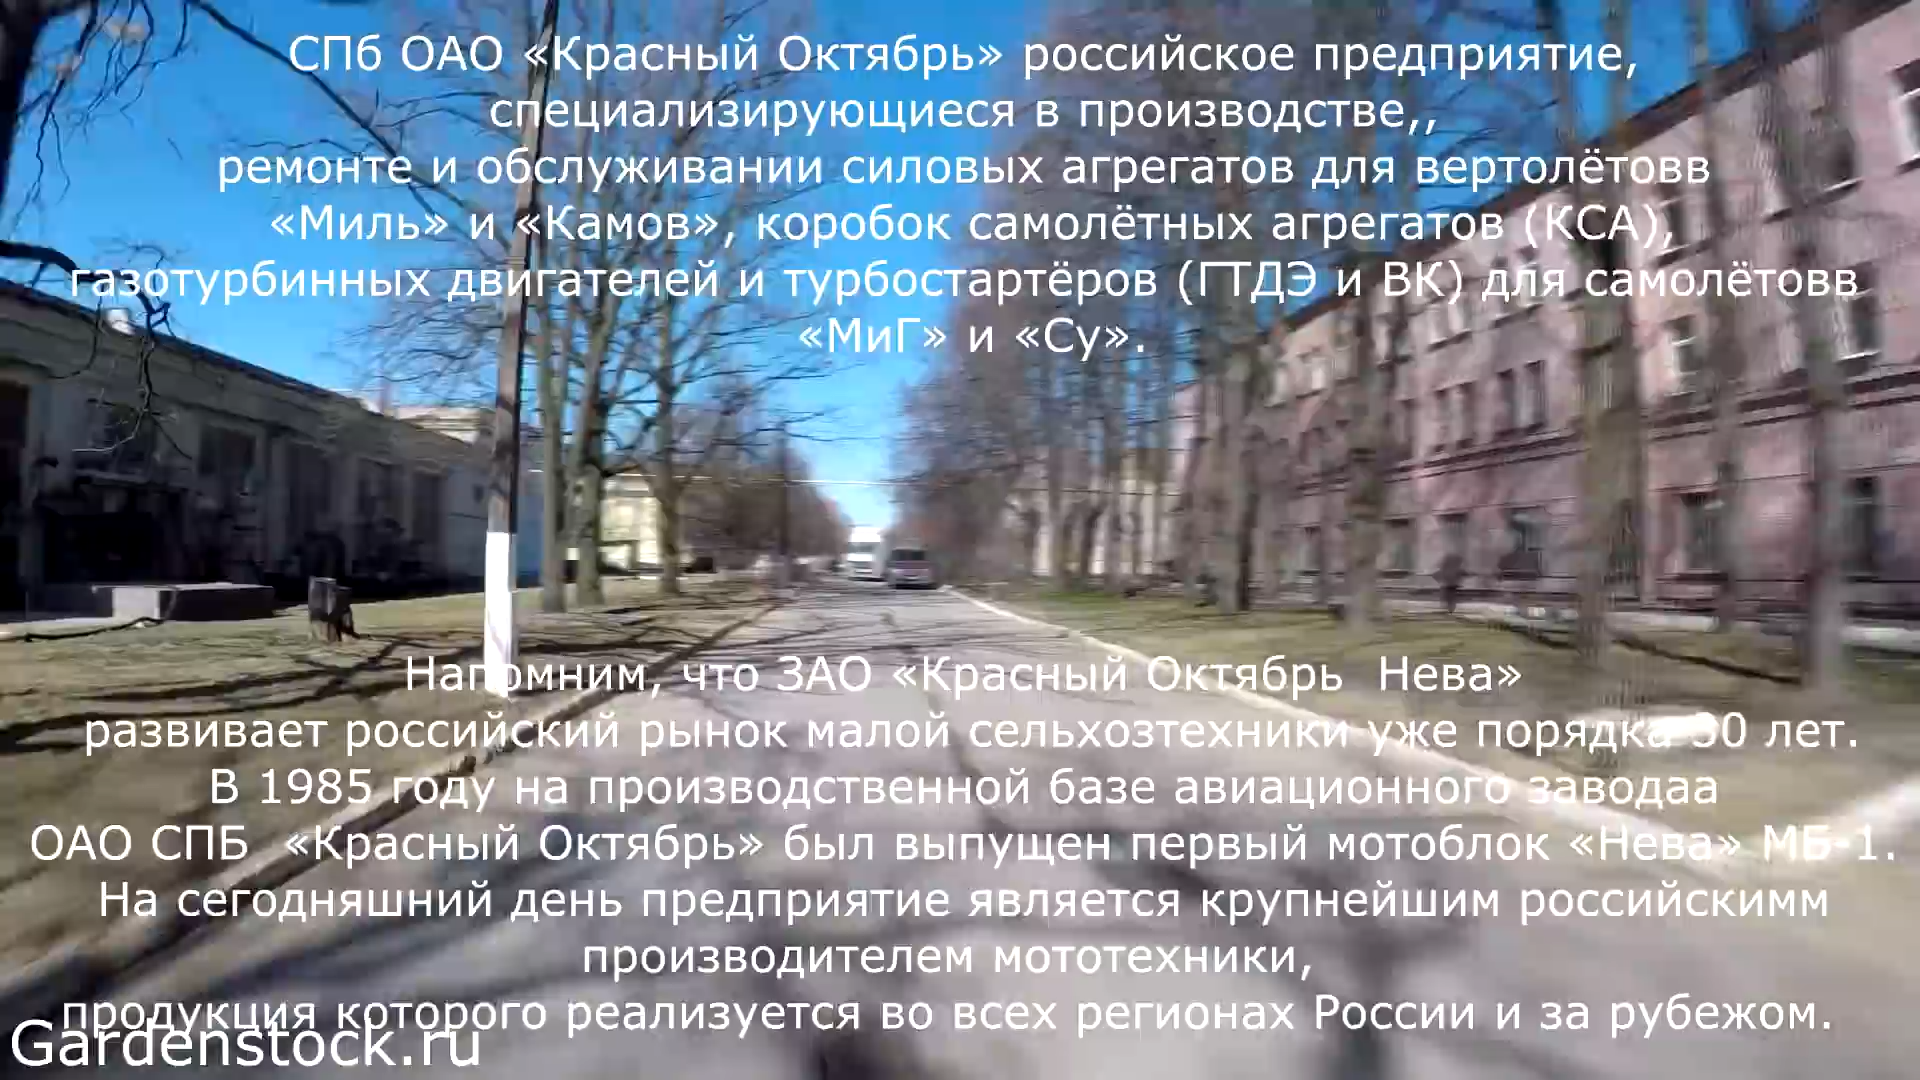 СПб ОАО «Красный Октябрь» российское предприятие,
специализирующиеся в производстве,,
ремонте и обслуживании силовых агрегатов для вертолётовв
«Миль» и «Камов», коробок самолётных агрегатов (КСА),
газотурбинных двигателей и турбостартёров (ГТДЭ и ВК) для самолётовв
«МиГ» и «Су».
Напомним, что ЗАО «Красный Октябрь  Нева»
развивает российский рынок малой сельхозтехники уже порядка 30 лет.
В 1985 году на производственной базе авиационного заводаа
ОАО СПБ  «Красный Октябрь» был выпущен первый мотоблок «Нева» МБ-1.
На сегодняшний день предприятие является крупнейшим российскимм
производителем мототехники,
продукция которого реализуется во всех регионах России и за рубежом.
Gardenstock.ru